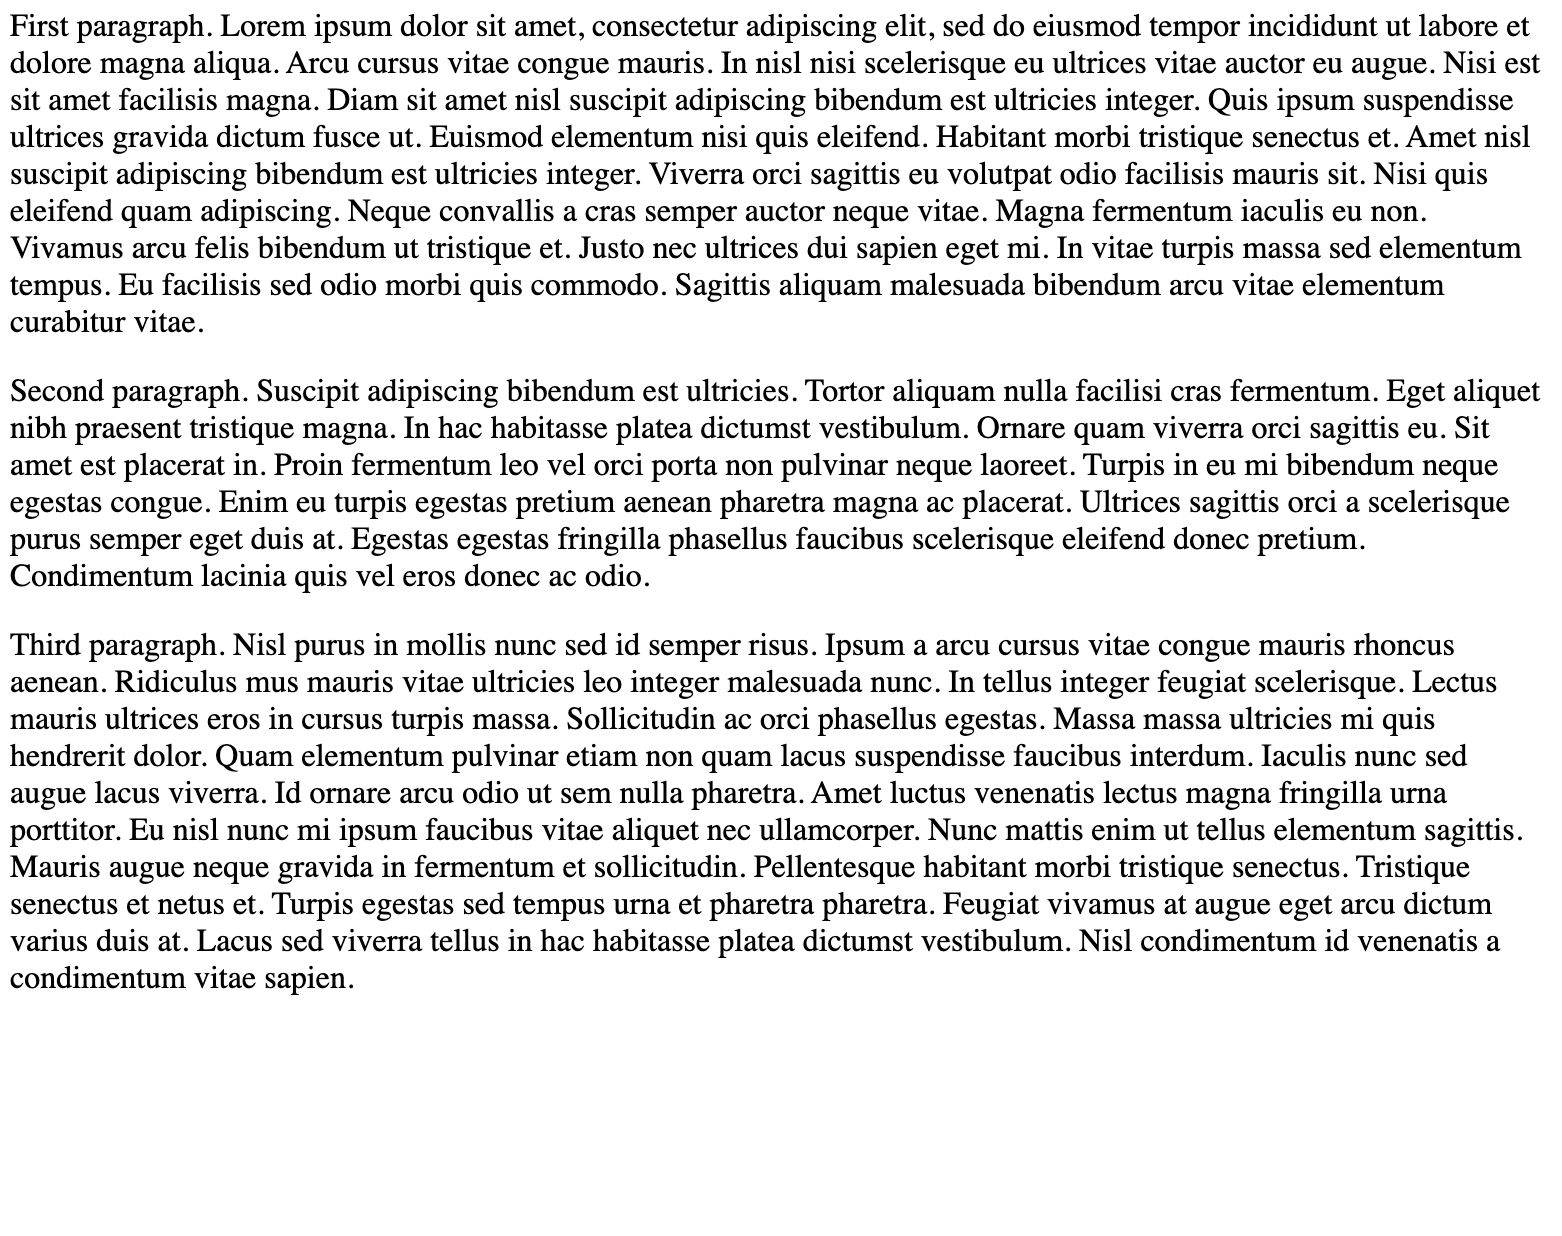 First paragraph. Lorem ipsum dolor sit amet, consectetur adipiscing elit, sed do eiusmod tempor incididunt ut labore et
dolore magna aliqua. Arcu cursus vitae congue mauris. In nisl nisi scelerisque eu ultrices vitae auctor eu augue. Nisi est
sit amet facilisis magna. Diam sit amet nisl suscipit adipiscing bibendum est ultricies integer. Quis ipsum suspendisse
ultrices gravida dictum fusce ut. Euismod elementum nisi quis eleifend. Habitant morbi tristique senectus et. Amet nisl
suscipit adipiscing bibendum est ultricies integer. Viverra orci sagittis eu volutpat odio facilisis mauris sit. Nisi quis
eleifend quam adipiscing. Neque convallis a cras semper auctor neque vitae. Magna fermentum iaculis eu non.
Vivamus arcu felis bibendum ut tristique et. Justo nec ultrices dui sapien eget mi. In vitae turpis massa sed elementum
tempus. Eu facilisis sed odio morbi quis commodo. Sagittis aliquam malesuada bibendum arcu vitae elementum
curabitur vitae.
Second paragraph. Suscipit adipiscing bibendum est ultricies. Tortor aliquam nulla facilisi cras fermentum. Eget aliquet
nibh praesent tristique magna. In hac habitasse platea dictumst vestibulum. Ornare quam viverra orci sagittis eu. Sit
amet est placerat in. Proin fermentum leo vel orci porta non pulvinar neque laoreet. Turpis in eu mi bibendum neque
egestas congue. Enim eu turpis egestas pretium aenean pharetra magna ac placerat. Ultrices sagittis orci a scelerisque
purus semper eget duis at. Egestas egestas fringilla phasellus faucibus scelerisque eleifend donec pretium.
Condimentum lacinia quis vel eros donec ac odio.
Third paragraph. Nisl purus in mollis nunc sed id semper risus. Ipsum a arcu cursus vitae congue mauris rhoncus
aenean. Ridiculus mus mauris vitae ultricies leo integer malesuada nunc. In tellus integer feugiat scelerisque. Lectus
mauris ultrices eros in cursus turpis massa. Sollicitudin ac orci phasellus egestas. Massa massa ultricies mi quis
hendrerit dolor. Quam elementum pulvinar etiam non quam lacus suspendisse faucibus interdum. Iaculis nunc sed
augue lacus viverra. Id ornare arcu odio ut sem nulla pharetra. Amet luctus venenatis lectus magna fringilla urna
porttitor. Eu nisl nunc mi ipsum faucibus vitae aliquet nec ullamcorper. Nunc mattis enim ut tellus elementum sagittis.
Mauris augue neque gravida in fermentum et sollicitudin. Pellentesque habitant morbi tristique senectus. Tristique
senectus et netus et. Turpis egestas sed tempus urna et pharetra pharetra. Feugiat vivamus at augue eget arcu dictum
varius duis at. Lacus sed viverra tellus in hac habitasse platea dictumst vestibulum. Nisl condimentum id venenatis a
condimentum vitae sapien.